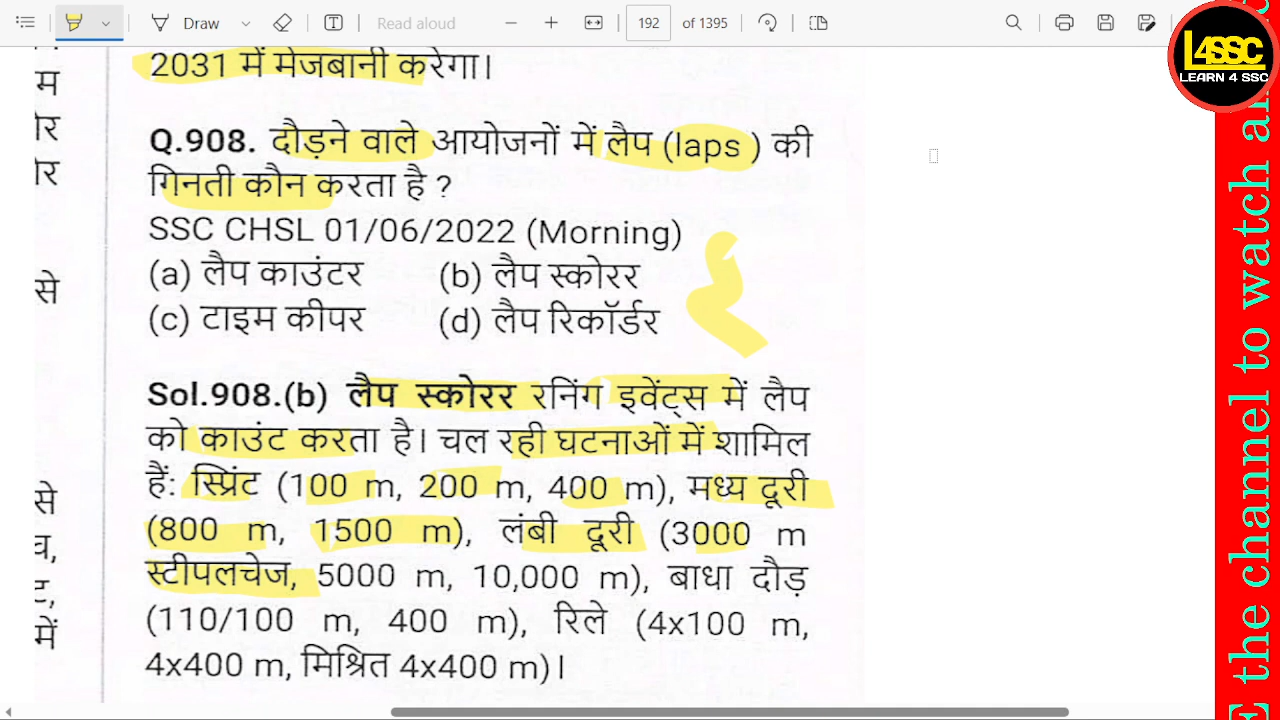 Draw
Read aloud
192 of 1395
L4SSC
LEARN 4 SSC
2031 में मेजबानी करेगा।
म
Q.908. दौड़ने वाले आयोजनों में लैप (laps ) की
गिनती कौन करता है ?
SSC CHSL 01/06/2022 (Morning)
(a) लैप काउंटर (b) लैप स्कोरर
से
(c) टाइम कीपर (d) लैप रिकॉर्डर
Sol.908.(b) लैप स्कोरर रनिंग इवेंट्स में लैप
को काउंट करता है। चल रही घटनाओं में शामिल
हैं: स्प्रिंट (100 m, 200 m, 400 m), मध्य दूरी
से
(800 m, 1500 m), लंबी दूरी (3000 m
व,
स्टीपलचेज, 5000 m, 10,000 m), बाधा दौड़
(110/100 m, 400 m), रिले (4x100 m,
में
4x400 m, मिश्रित 4x400 m)।
E the channel to watch a